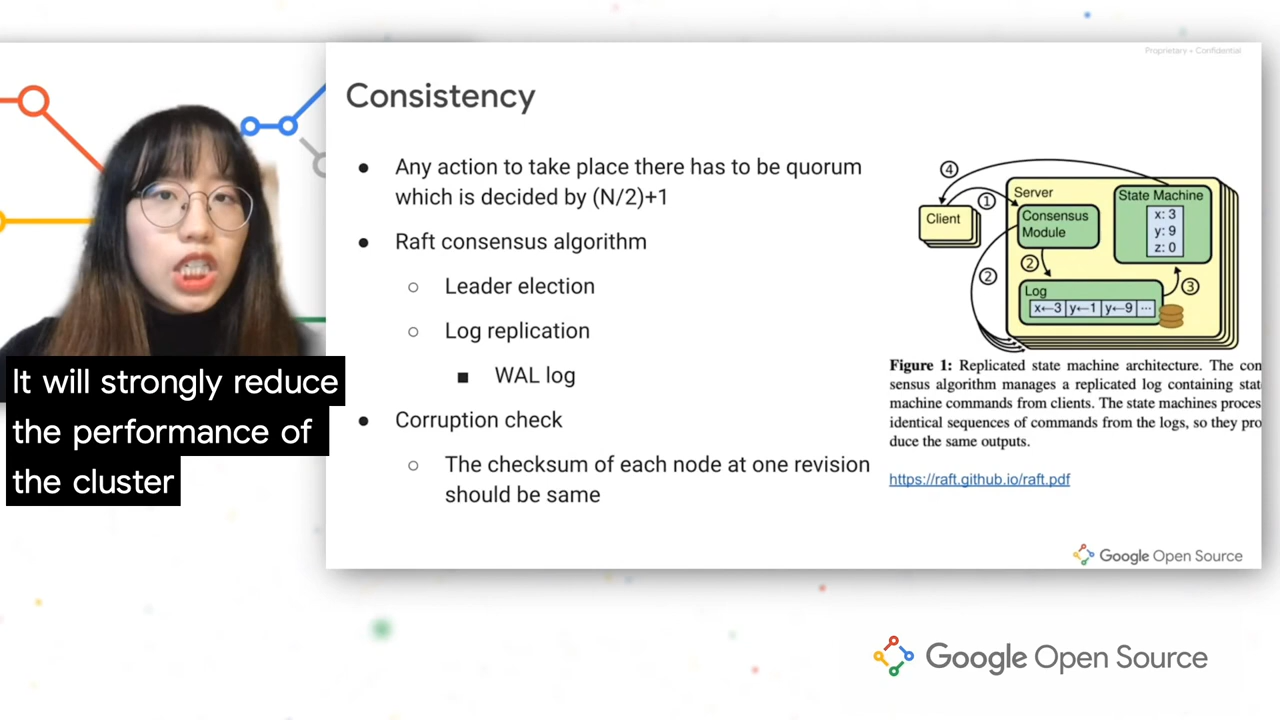 Proprietary + Confidential
Consistency
● Any action to take place there has to be quorum
which is decided by (N/2)+1
● Raft consensus algorithm
○ Leader election
○ Log replication
■ WAL log
● Corruption check
○ The checksum of each node at one revision
should be same
④
①
②
②
③
Client
Server
Consensus
Module
State Machine
x: 3
y: 9
z: 0
Log
x←3 y←1 y←9 ...
Figure 1: Replicated state machine architecture. The con
sensus algorithm manages a replicated log containing stat
machine commands from clients. The state machines proces
identical sequences of commands from the logs, so they pro
duce the same outputs.
https://raft.github.io/raft.pdf
Google Open Source
It will strongly reduce
the performance of
the cluster
Google Open Source